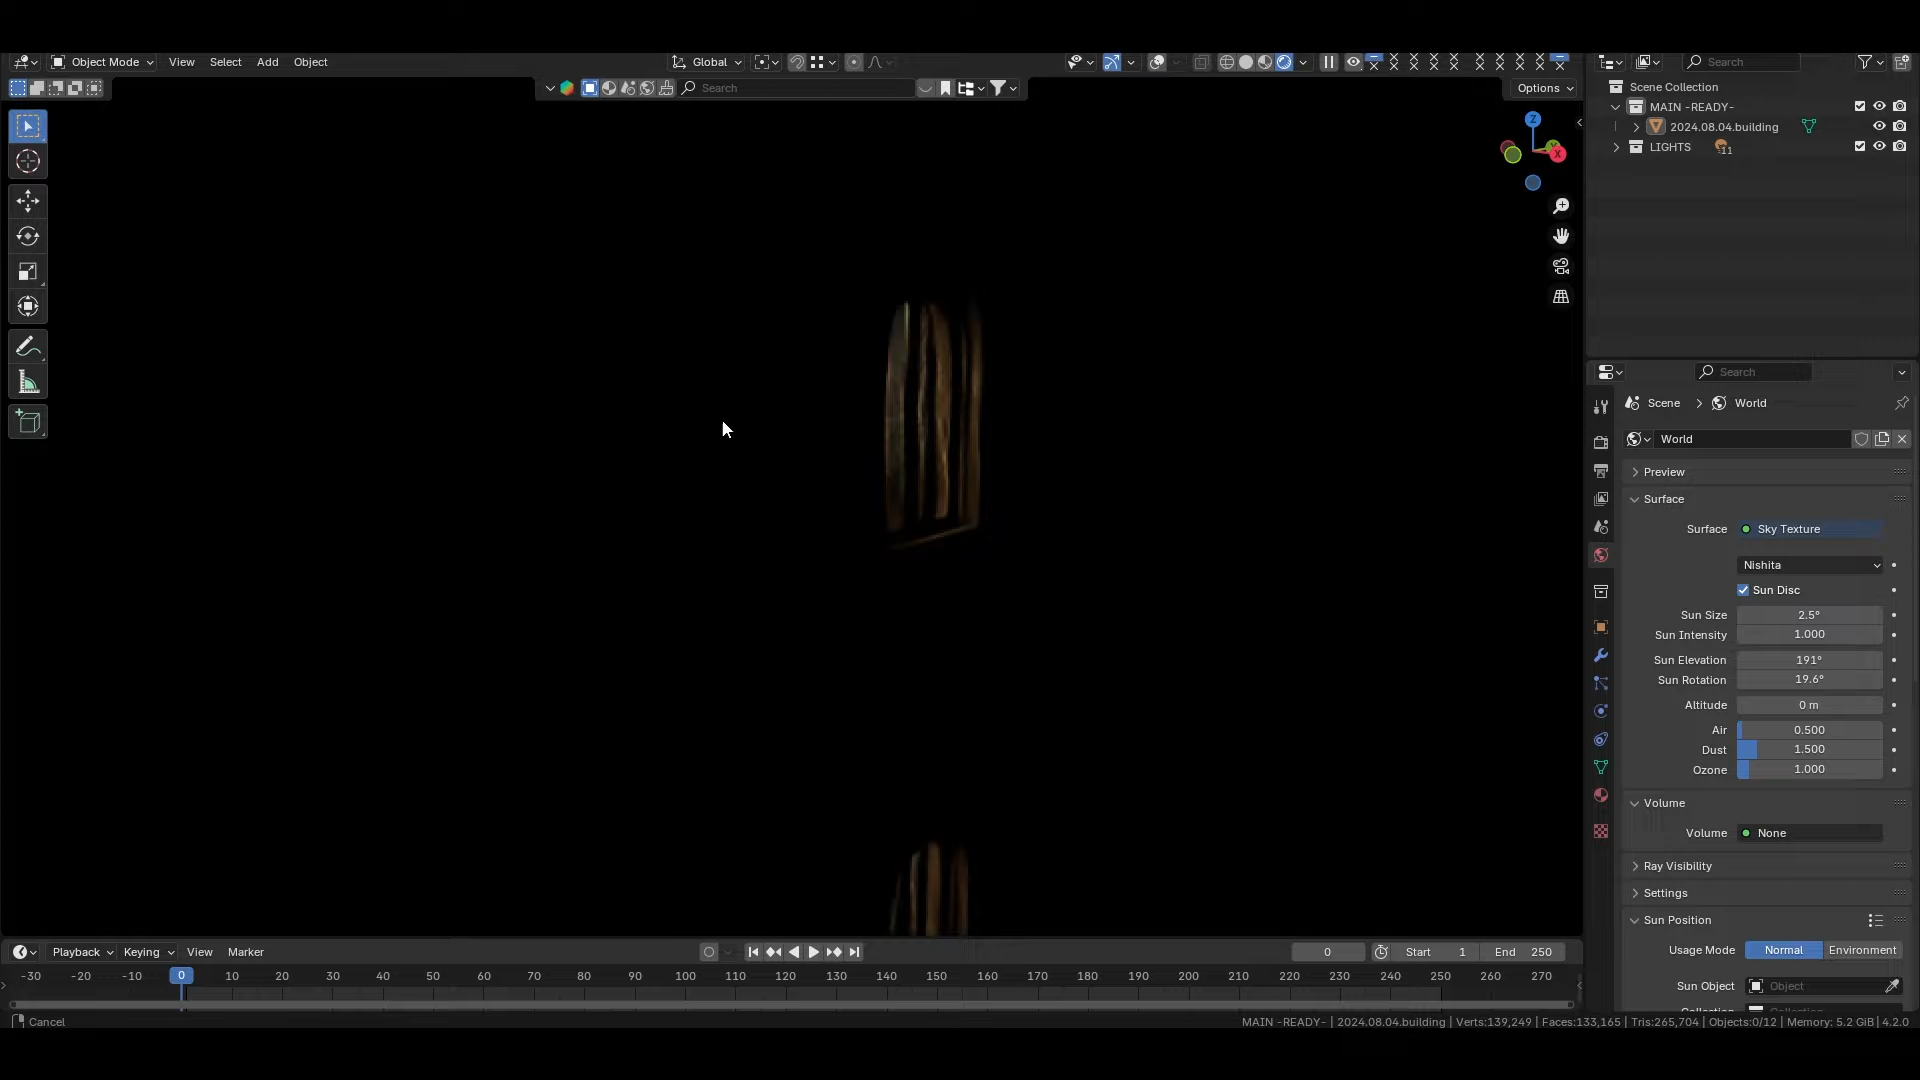 Object Mode View Select Add Object Global
Search
Options
Search
Scene Collection
MAIN -READY-
2024.08.04.building
LIGHTS 11
Z
Y
X
Search
Scene > World
World
Preview
Surface
Surface Sky Texture
Nishita
Sun Disc
Sun Size 2.5°
Sun Intensity 1.000
Sun Elevation 191°
Sun Rotation 19.6°
Altitude 0 m
Air 0.500
Dust 1.500
Ozone 1.000
Volume
Volume None
Ray Visibility
Settings
Sun Position
Usage Mode Normal Environment
Sun Object Object
Playback Keying View Marker 0 Start 1 End 250
-30 -20 -10 0 10 20 30 40 50 60 70 80 90 100 110 120 130 140 150 160 170 180 190 200 210 220 230 240 250 260 270
Cancel
MAIN -READY- | 2024.08.04.building | Verts:139,249 | Faces:133,165 | Tris:265,704 | Objects:0/12 | Memory: 5.2 GiB | 4.2.0